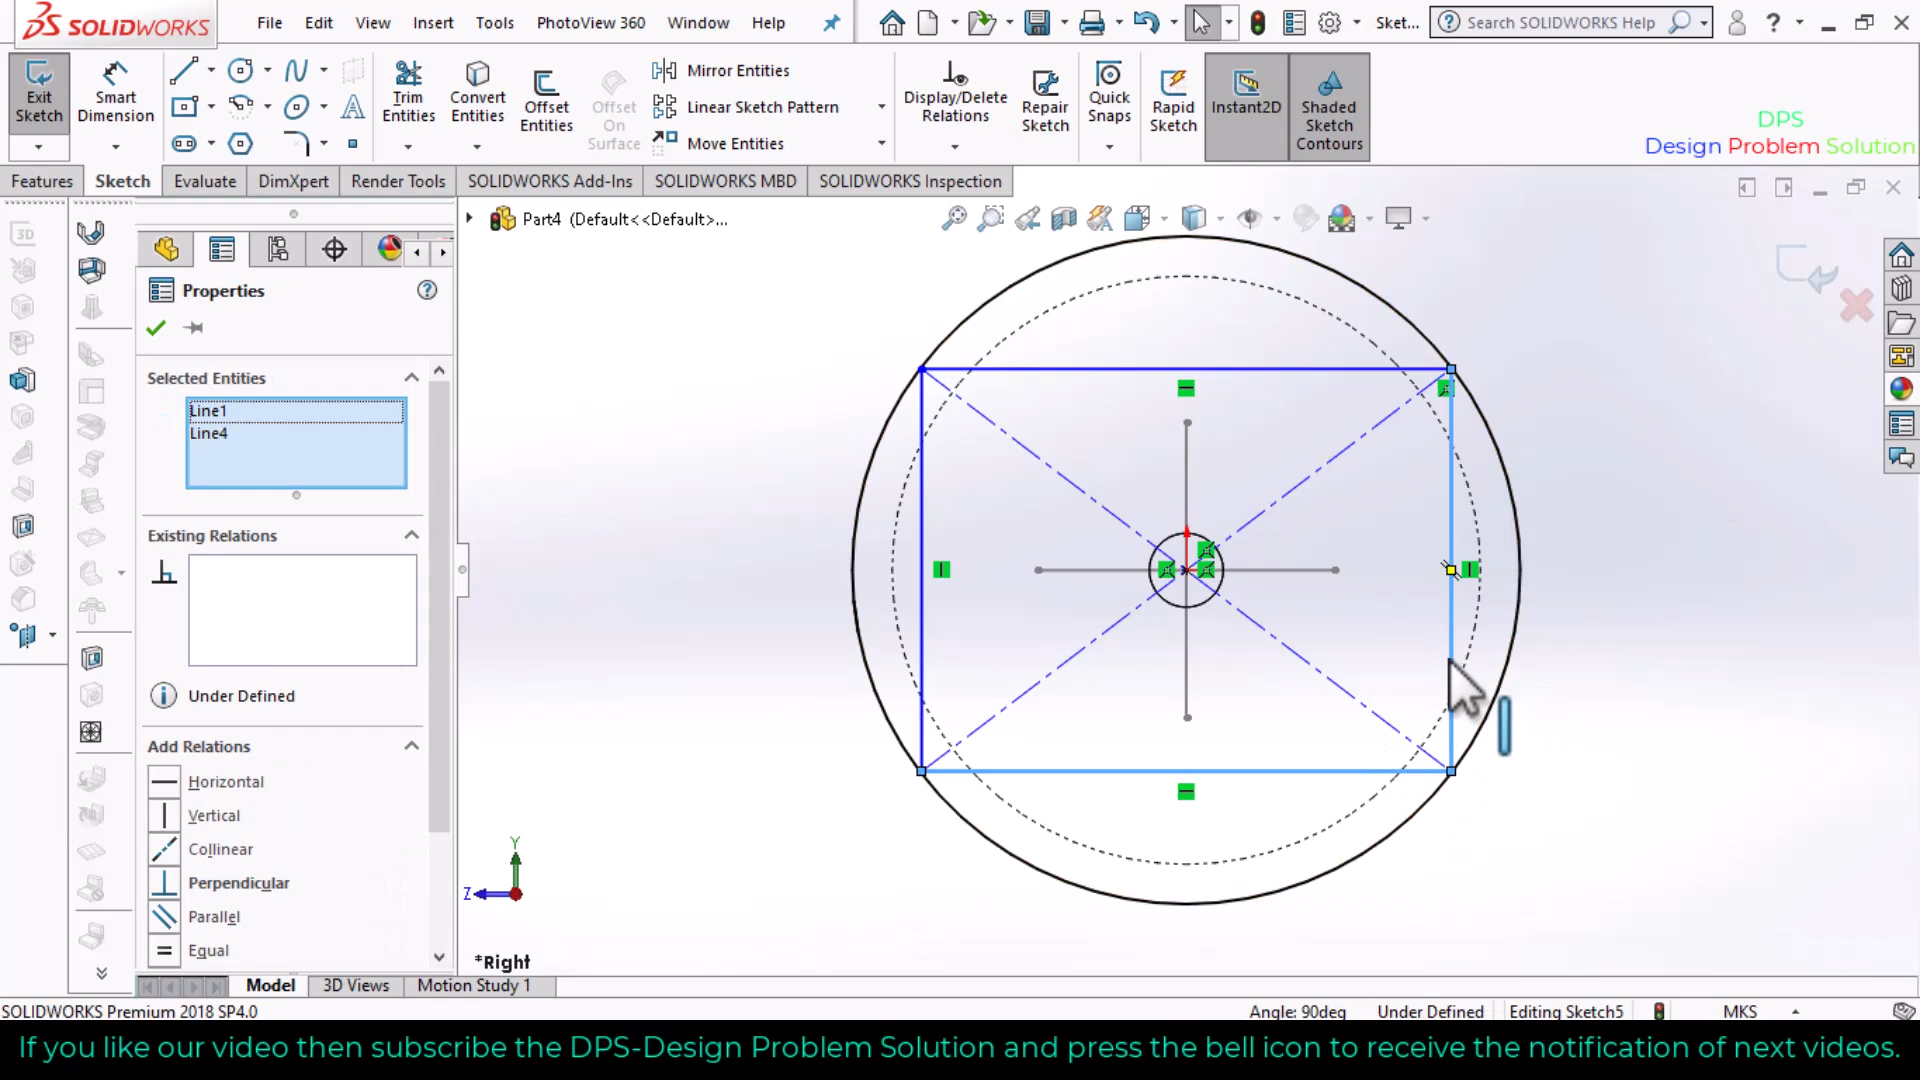 SOLIDWORKS
File Edit View Insert Tools PhotoView 360 Window Help
Sket...
Search SOLIDWORKS Help
Exit Sketch
Smart Dimension
Trim Entities
Convert Entities
Offset Entities
Offset On Surface
Mirror Entities
Linear Sketch Pattern
Move Entities
Display/Delete Relations
Repair Sketch
Quick Snaps
Rapid Sketch
Instant2D
Shaded Sketch Contours
DPS
Design Problem Solution
Features Sketch Evaluate DimXpert Render Tools SOLIDWORKS Add-Ins SOLIDWORKS MBD SOLIDWORKS Inspection
Part4 (Default<<Default>...
Properties
Selected Entities
Line1
Line4
Existing Relations
Under Defined
Add Relations
Horizontal
Vertical
Collinear
Perpendicular
Parallel
Equal
Y
Z
*Right
Model 3D Views Motion Study 1
SOLIDWORKS Premium 2018 SP4.0
Angle: 90deg Under Defined Editing Sketch5 MKS
If you like our video then subscribe the DPS-Design Problem Solution and press the bell icon to receive the notification of next videos.